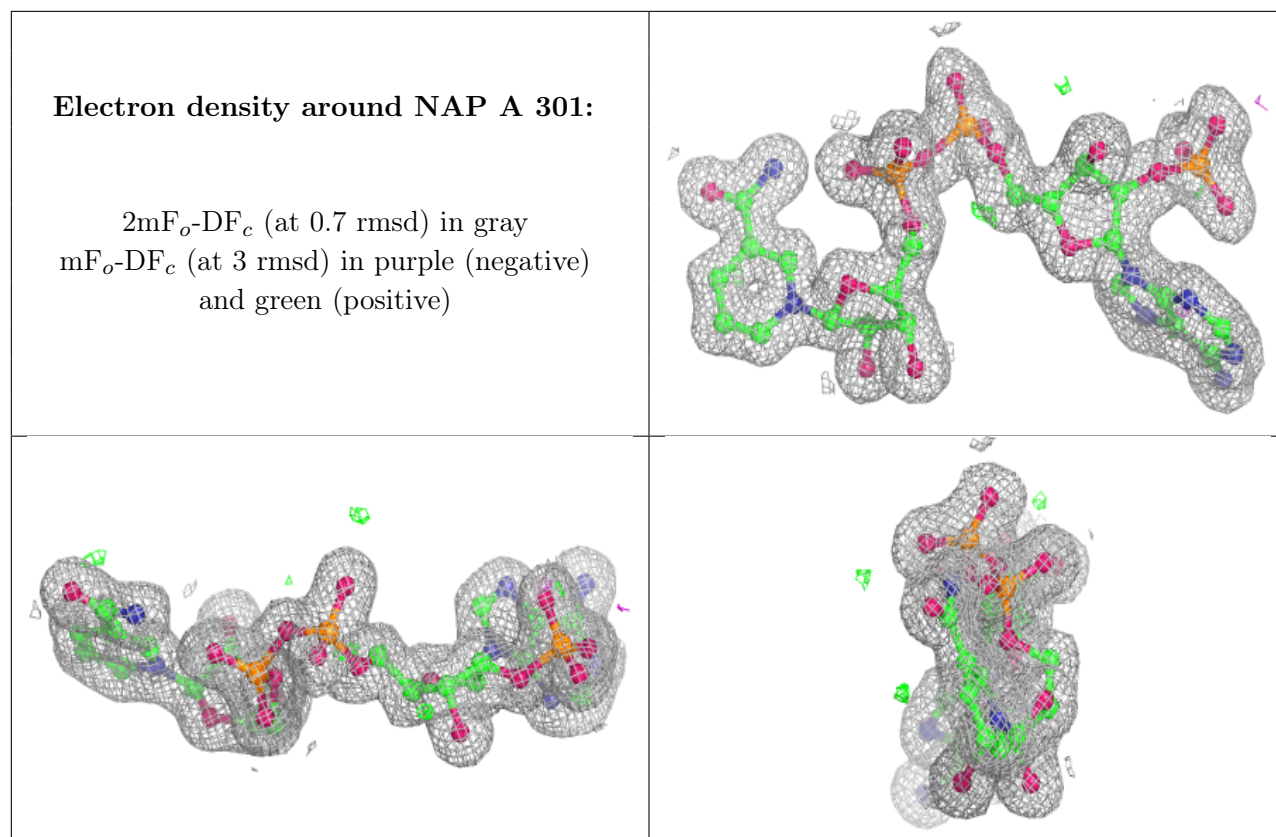 Electron density around NAP A 301:
2mFo-DFc (at 0.7 rmsd) in gray
mFo-DFc (at 3 rmsd) in purple (negative)
and green (positive)